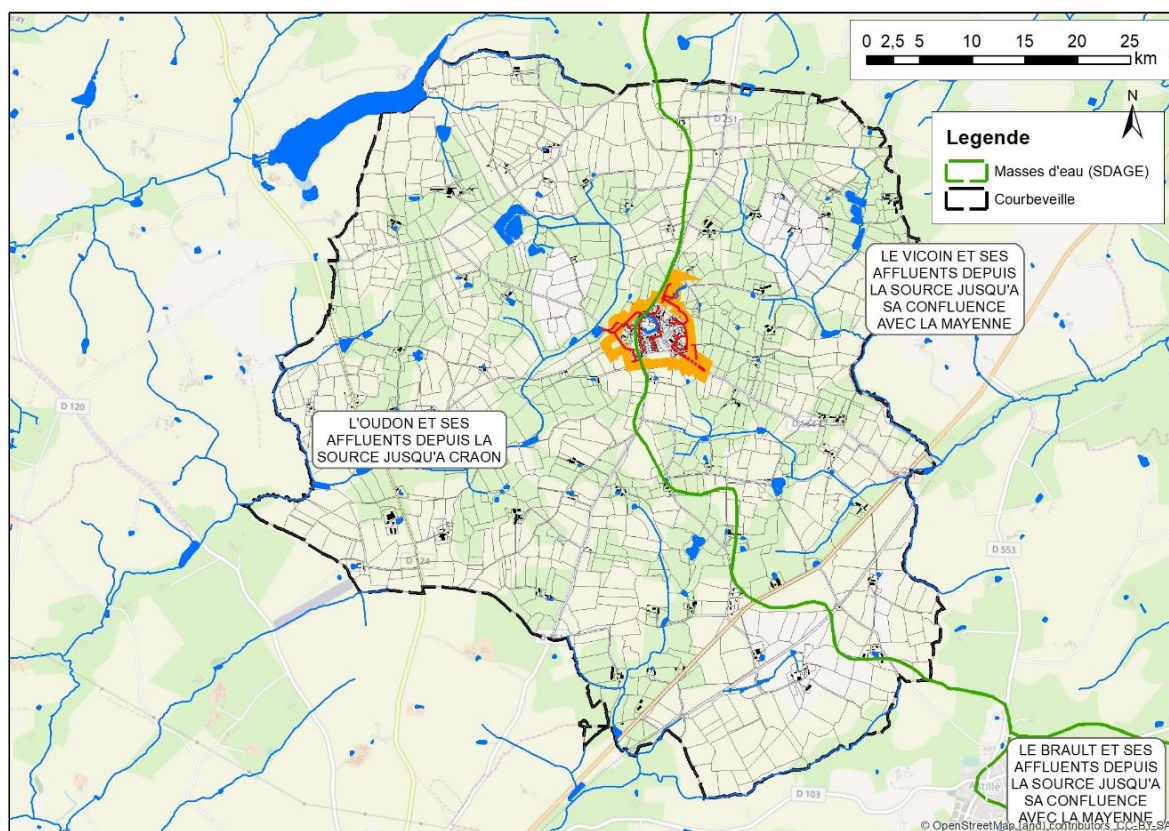 0 2,5 5 10 15 20 25
km
N
Legende
Masses d'eau (SDAGE)
Courbeveille
D 251
LE VICOIN ET SES
AFFLUENTS DEPUIS
LA SOURCE JUSQU'A
SA CONFLUENCE
AVEC LA MAYENNE
D 120
L'OUDON ET SES
AFFLUENTS DEPUIS LA
SOURCE JUSQU'A CRAON
D 553
D 124
D 103
Astillé
LE BRAULT ET SES
AFFLUENTS DEPUIS
LA SOURCE JUSQU'A
SA CONFLUENCE
AVEC LA MAYENNE
© OpenStreetMap (and) contributors, CC-BY-SA